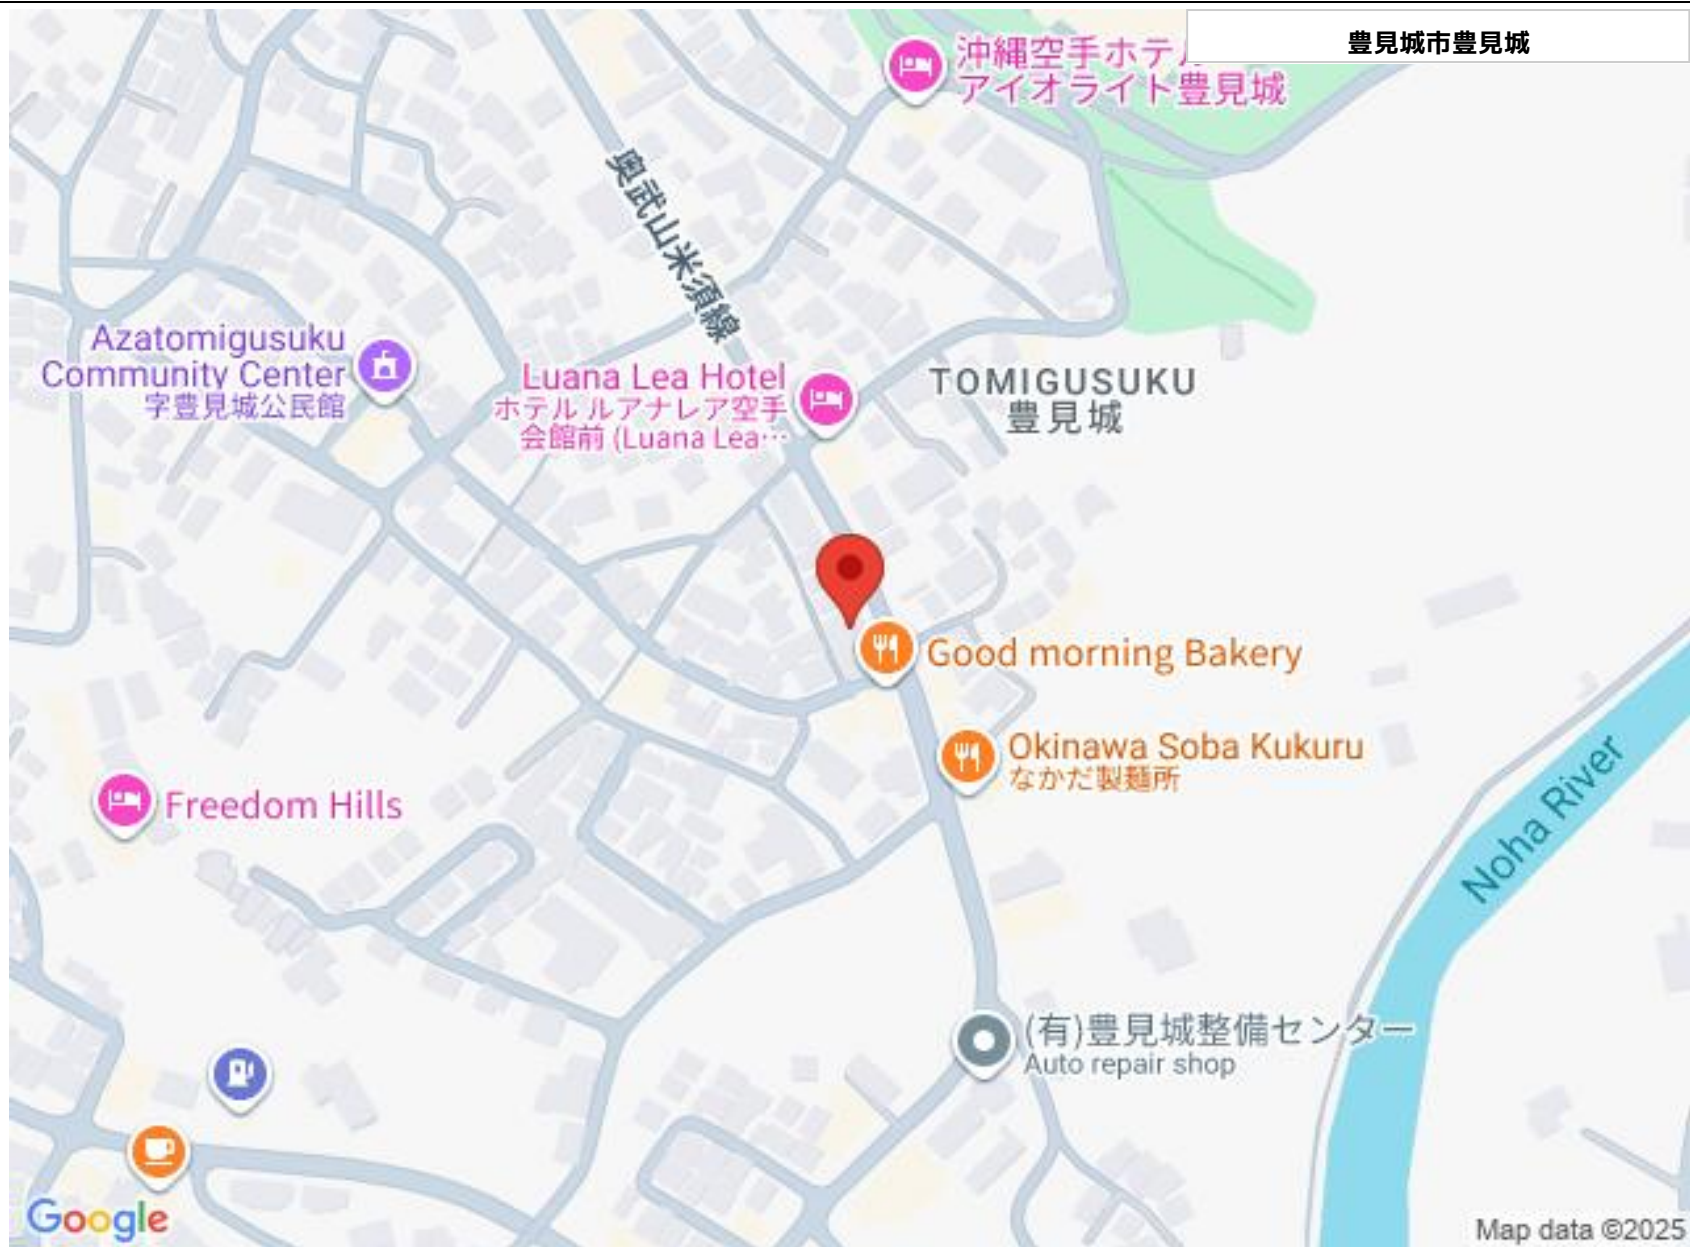 豊見城市豊見城
沖縄空手ホテル
アイオライト豊見城
奥武山米須線
Azatomigusuku
Community Center
字豊見城公民館
Luana Lea Hotel
ホテル ルアナレア空手
会館前 (Luana Lea…
TOMIGUSUKU
豊見城
Good morning Bakery
Okinawa Soba Kukuru
なかだ製麺所
Freedom Hills
Noha River
(有)豊見城整備センター
Auto repair shop
Google
Map data ©2025